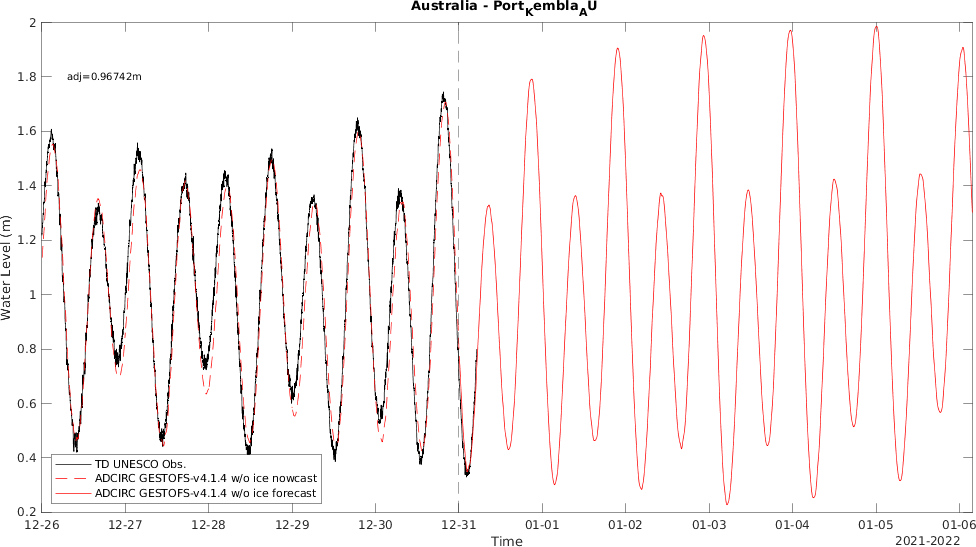 Australia - PortKemblaAU
adj=0.96742m
Water Level (m)
2
1.8
1.6
1.4
1.2
1
0.8
0.6
0.4
0.2
TD UNESCO Obs.
ADCIRC GESTOFS-v4.1.4 w/o ice nowcast
ADCIRC GESTOFS-v4.1.4 w/o ice forecast
12-26 12-27 12-28 12-29 12-30 12-31 01-01 01-02 01-03 01-04 01-05 01-06
Time
2021-2022